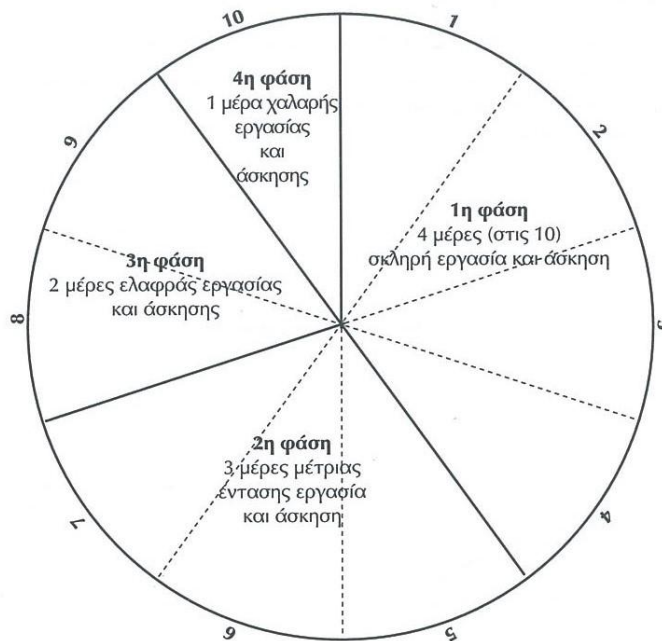 10
1
2
3
4
5
6
7
8
9
4η φάση
1 μέρα χαλαρής
εργασίας
και
άσκησης
1η φάση
4 μέρες (στις 10)
σκληρή εργασία και άσκηση
3η φάση
2 μέρες ελαφράς εργασίας
και άσκησης
2η φάση
3 μέρες μέτριας
έντασης εργασία
και άσκηση